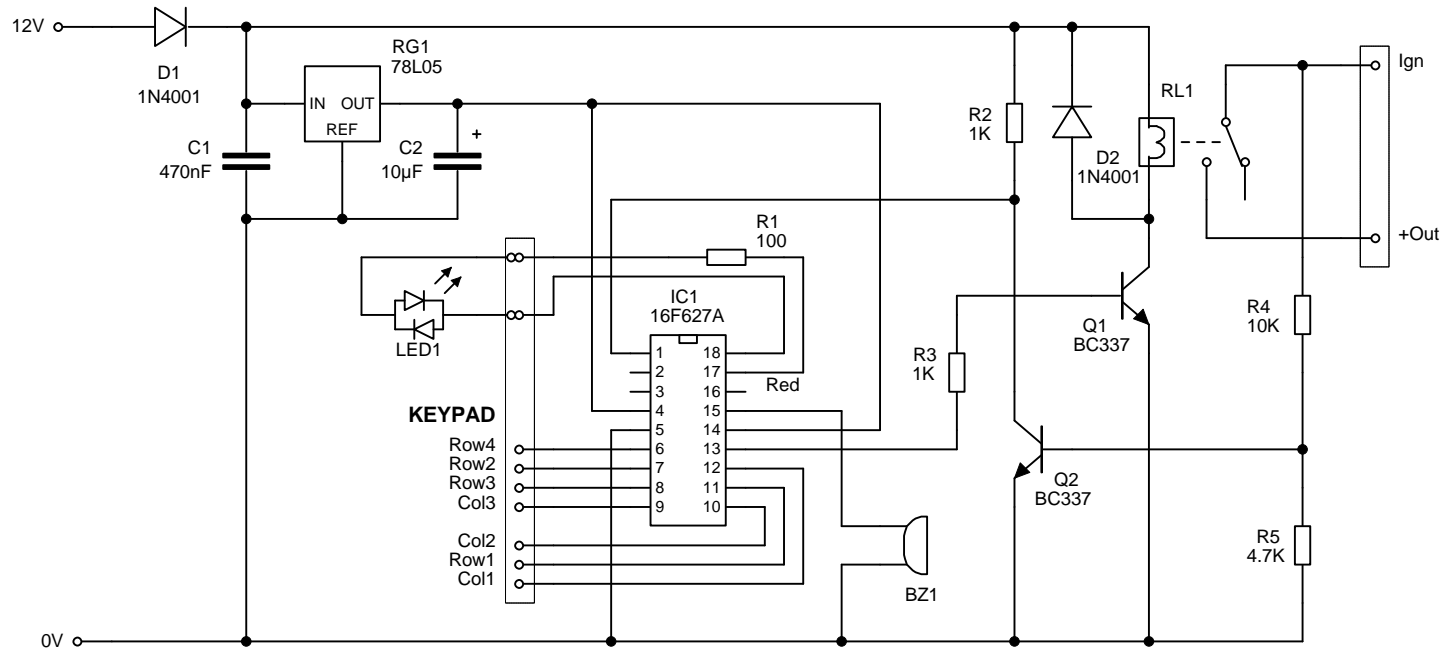 12V
D1
1N4001
RG1
78L05
IN OUT
REF
C1
470nF
C2
10µF
+
R2
1K
D2
1N4001
RL1
Ign
+Out
R1
100
LED1
IC1
16F627A
1
2
3
4
5
6
7
8
9
18
17
16
15
14
13
12
11
10
Red
R3
1K
Q1
BC337
R4
10K
KEYPAD
Row4
Row2
Row3
Col3
Col2
Row1
Col1
Q2
BC337
BZ1
R5
4.7K
0V